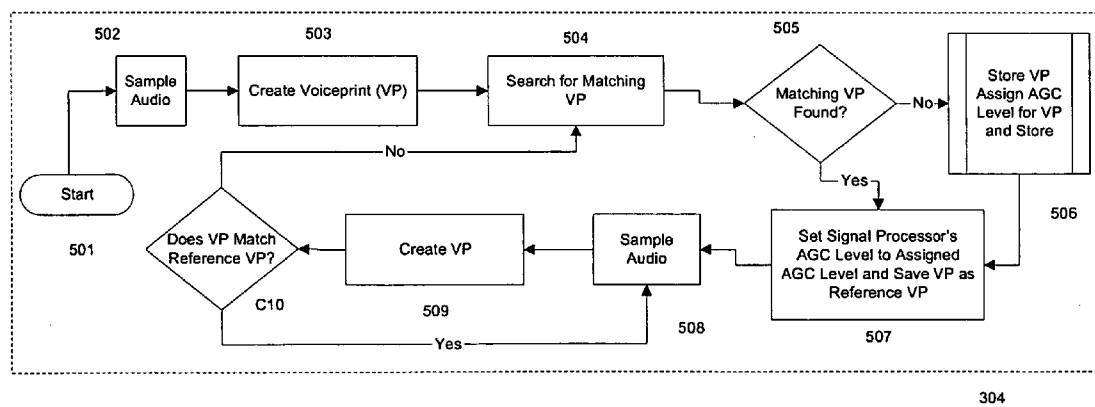 502
503
504
505
Sample
Audio
Create Voiceprint (VP)
Search for Matching
VP
Matching VP
Found?
No
Store VP
Assign AGC
Level for VP
and Store
506
Start
501
No
Yes
Does VP Match
Reference VP?
C10
Create VP
509
Sample
Audio
508
Set Signal Processor's
AGC Level to Assigned
AGC Level and Save VP as
Reference VP
507
Yes
304